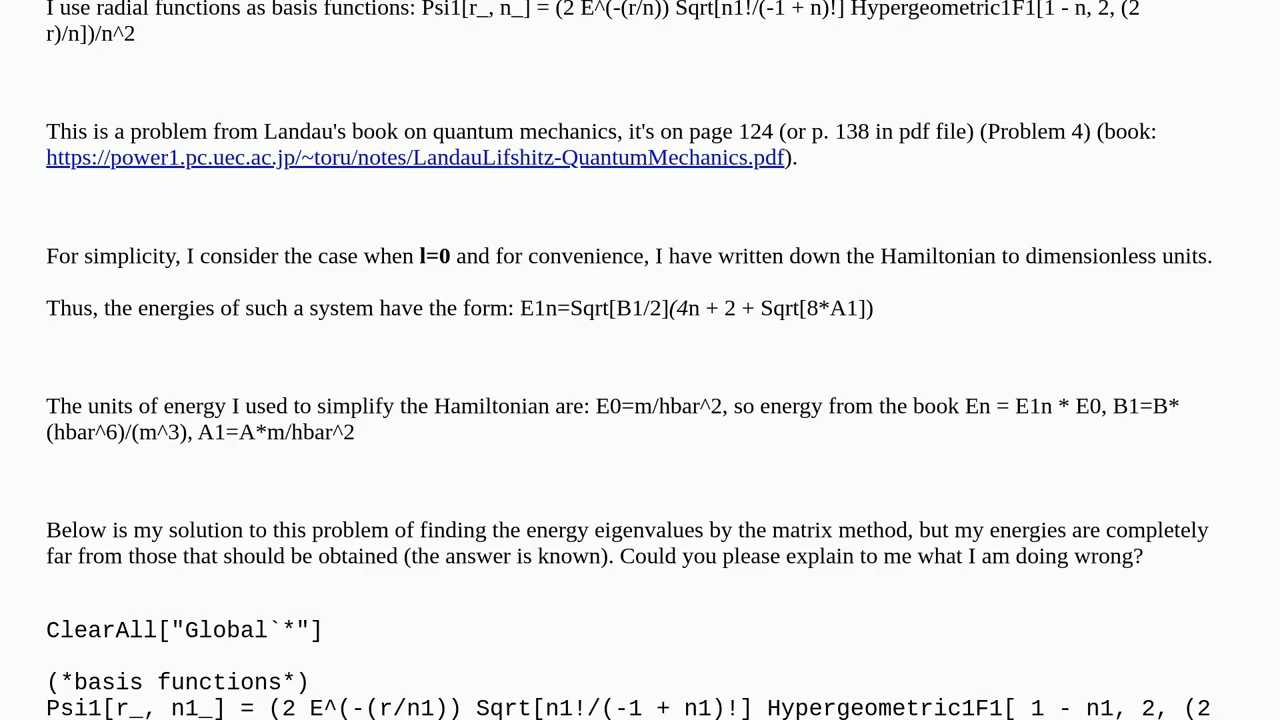 I use radial functions as basis functions: Psi1[r_, n_] = (2 E^(-(r/n)) Sqrt[n1!/(-1 + n)!] Hypergeometric1F1[1 - n, 2, (2
r)/n])/n^2
This is a problem from Landau's book on quantum mechanics, it's on page 124 (or p. 138 in pdf file) (Problem 4) (book:
https://power1.pc.uec.ac.jp/~toru/notes/LandauLifshitz-QuantumMechanics.pdf).
For simplicity, I consider the case when l=0 and for convenience, I have written down the Hamiltonian to dimensionless units.
Thus, the energies of such a system have the form: E1n=Sqrt[B1/2](4n + 2 + Sqrt[8*A1])
The units of energy I used to simplify the Hamiltonian are: E0=m/hbar^2, so energy from the book En = E1n * E0, B1=B*
(hbar^6)/(m^3), A1=A*m/hbar^2
Below is my solution to this problem of finding the energy eigenvalues by the matrix method, but my energies are completely
far from those that should be obtained (the answer is known). Could you please explain to me what I am doing wrong?
ClearAll["Global`*"]
(*basis functions*)
Psi1[r_, n1_] = (2 E^(-(r/n1)) Sqrt[n1!/(-1 + n1)!] Hypergeometric1F1[ 1 - n1, 2, (2